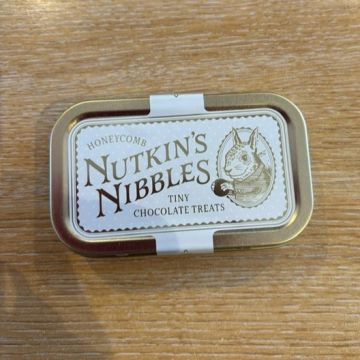 HONEYCOMB
NUTKIN'S
NIBBLES
TINY
CHOCOLATE TREATS